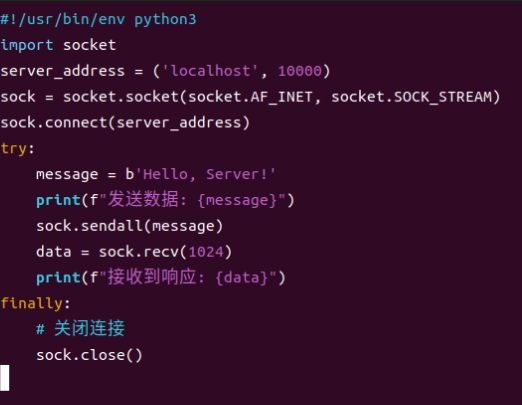 #!/usr/bin/env python3
import socket
server_address = ('localhost', 10000)
sock = socket.socket(socket.AF_INET, socket.SOCK_STREAM)
sock.connect(server_address)
try:
    message = b'Hello, Server!'
    print(f"发送数据: {message}")
    sock.sendall(message)
    data = sock.recv(1024)
    print(f"接收到响应: {data}")
finally:
    # 关闭连接
    sock.close()